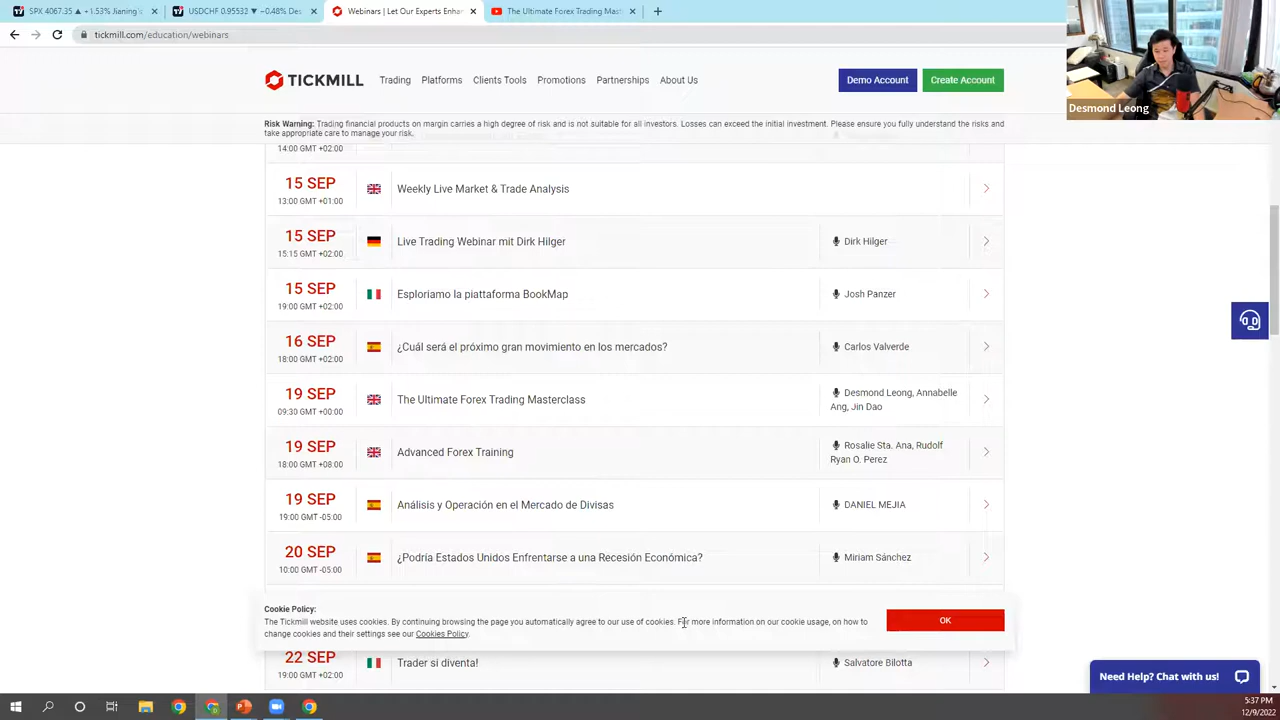 SPX 4067.35 ▲ +1.53% Jianing's
USDCHF 0.95532 ▼ −0.48% Des
Webinars | Let Our Experts Enha
The Ultimate Forex Trading Mast
tickmill.com/education/webinars
TICKMILL
Trading
Platforms
Clients Tools
Promotions
Partnerships
About Us
Demo Account
Create Account
Desmond Leong
Risk Warning: Trading financial products on margin carries a high degree of risk and is not suitable for all investors. Losses can exceed the initial investment. Please ensure you fully understand the risks and
take appropriate care to manage your risk.
14:00 GMT +02:00
15 SEP
13:00 GMT +01:00
Weekly Live Market & Trade Analysis
15 SEP
15:15 GMT +02:00
Live Trading Webinar mit Dirk Hilger
Dirk Hilger
15 SEP
19:00 GMT +02:00
Esploriamo la piattaforma BookMap
Josh Panzer
16 SEP
18:00 GMT +02:00
¿Cuál será el próximo gran movimiento en los mercados?
Carlos Valverde
19 SEP
09:30 GMT +00:00
The Ultimate Forex Trading Masterclass
Desmond Leong, Annabelle
Ang, Jin Dao
19 SEP
18:00 GMT +08:00
Advanced Forex Training
Rosalie Sta. Ana, Rudolf
Ryan O. Perez
19 SEP
19:00 GMT -05:00
Análisis y Operación en el Mercado de Divisas
DANIEL MEJIA
20 SEP
10:00 GMT -05:00
¿Podría Estados Unidos Enfrentarse a una Recesión Económica?
Miriam Sánchez
Cookie Policy:
The Tickmill website uses cookies. By continuing browsing the page you automatically agree to our use of cookies. For more information on our cookie usage, on how to
change cookies and their settings see our Cookies Policy.
OK
22 SEP
19:00 GMT +02:00
Trader si diventa!
Salvatore Bilotta
Need Help? Chat with us!
5:37 PM
12/9/2022